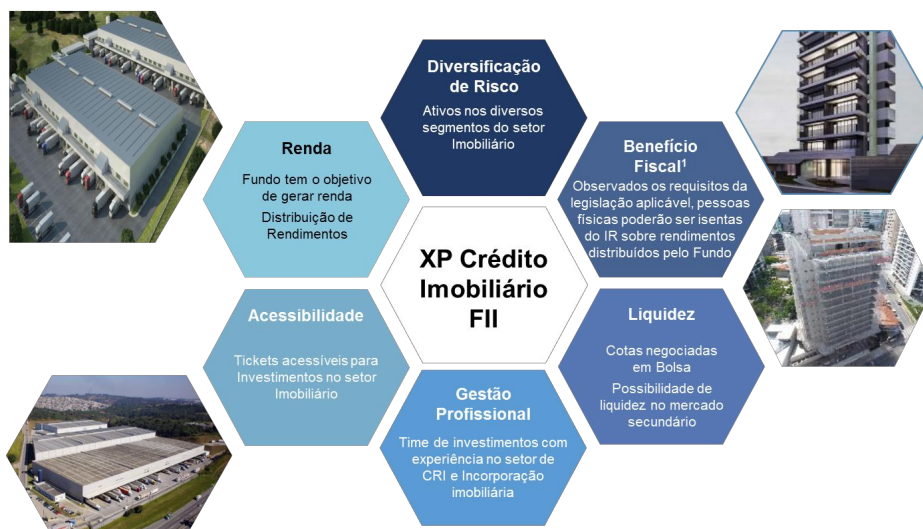 Diversificação
de Risco
Ativos nos diversos
segmentos do setor
Imobiliário
Renda
Fundo tem o objetivo
de gerar renda
Distribuição de
Rendimentos
Benefício
Fiscal¹
Observados os requisitos da
legislação aplicável, pessoas
físicas poderão ser isentas
do IR sobre rendimentos
distribuídos pelo Fundo
XP Crédito
Imobiliário
FII
Acessibilidade
Tickets acessíveis para
Investimentos no setor
Imobiliário
Liquidez
Cotas negociadas
em Bolsa
Possibilidade de
liquidez no mercado
secundário
Gestão
Profissional
Time de investimentos com
experiência no setor de
CRI e Incorporação
imobiliária